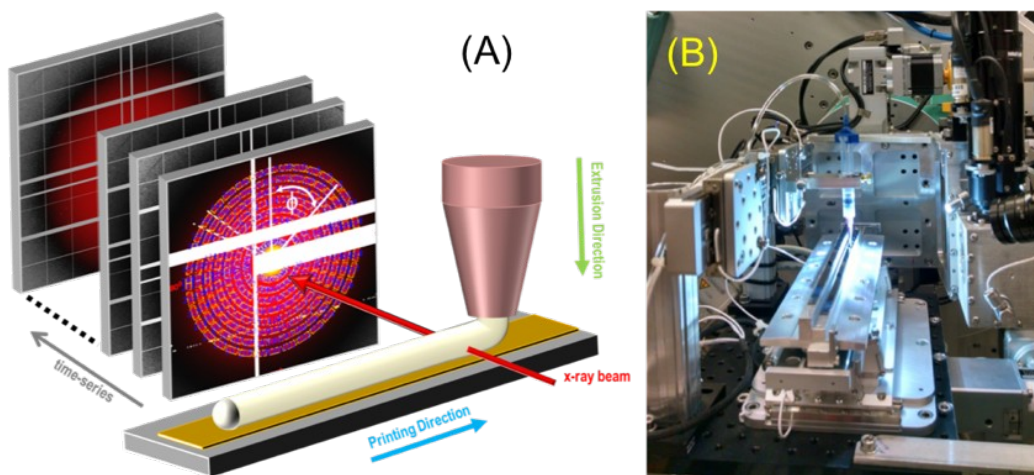 (A)
(B)
ϕ
Extrusion Direction
x-ray beam
time-series
Printing Direction